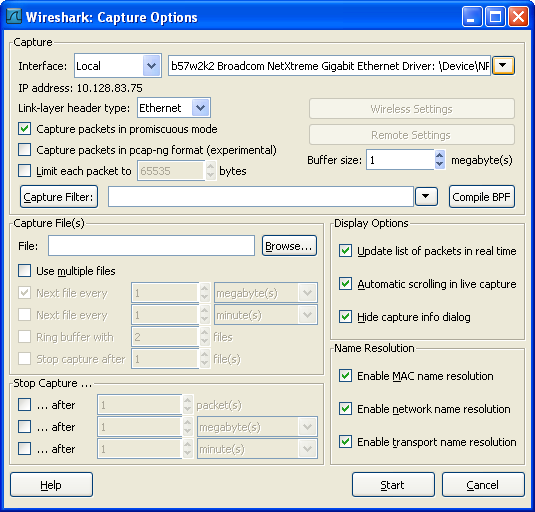 Wireshark: Capture Options
Capture
Interface: Local b57w2k2 Broadcom NetXtreme Gigabit Ethernet Driver: \Device\NF
IP address: 10.128.83.75
Link-layer header type: Ethernet Wireless Settings
Capture packets in promiscuous mode Remote Settings
Capture packets in pcap-ng format (experimental) Buffer size: 1 megabyte(s)
Limit each packet to 65535 bytes
Capture Filter: Compile BPF
Capture File(s)
File: Browse...
Use multiple files
Next file every 1 megabyte(s)
Next file every 1 minute(s)
Ring buffer with 2 files
Stop capture after 1 file(s)
Stop Capture ...
... after 1 packet(s)
... after 1 megabyte(s)
... after 1 minute(s)
Display Options
Update list of packets in real time
Automatic scrolling in live capture
Hide capture info dialog
Name Resolution
Enable MAC name resolution
Enable network name resolution
Enable transport name resolution
Help Start Cancel